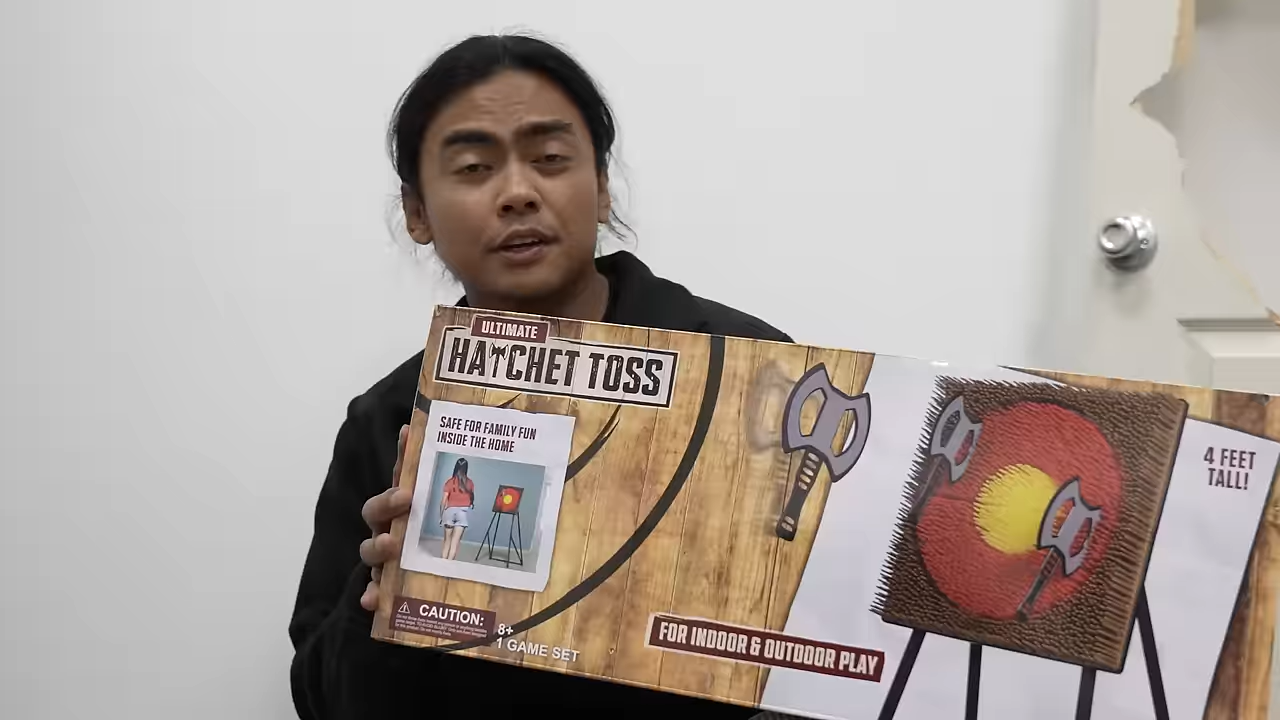 ULTIMATE
HATCHET TOSS
SAFE FOR FAMILY FUN
INSIDE THE HOME
4 FEET
TALL!
CAUTION:
8+
1 GAME SET
FOR INDOOR & OUTDOOR PLAY